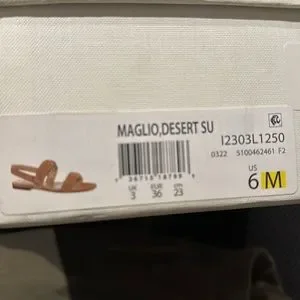 MAGLIO,DESERT SU
I2303L1250
0322 5100462461 F2
UK EUR CM
3 36 23
US
6 M